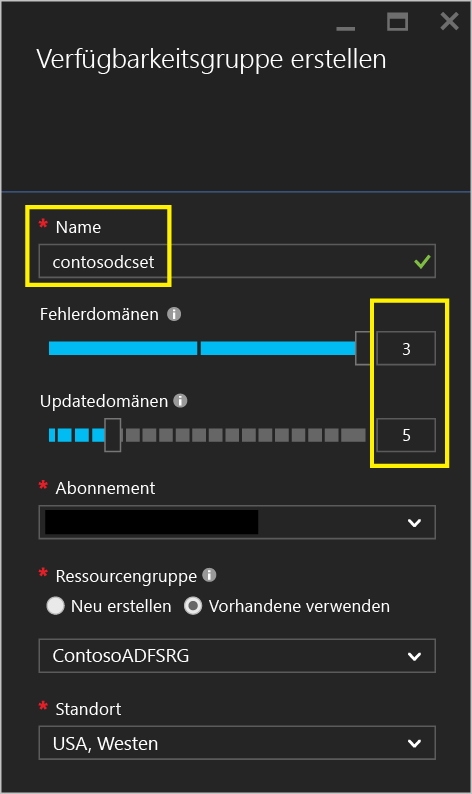 Verfügbarkeitsgruppe erstellen
* Name
contosodcset
Fehlerdomänen
3
Updatedomänen
5
* Abonnement
* Ressourcengruppe
Neu erstellen Vorhandene verwenden
ContosoADFSRG
* Standort
USA, Westen